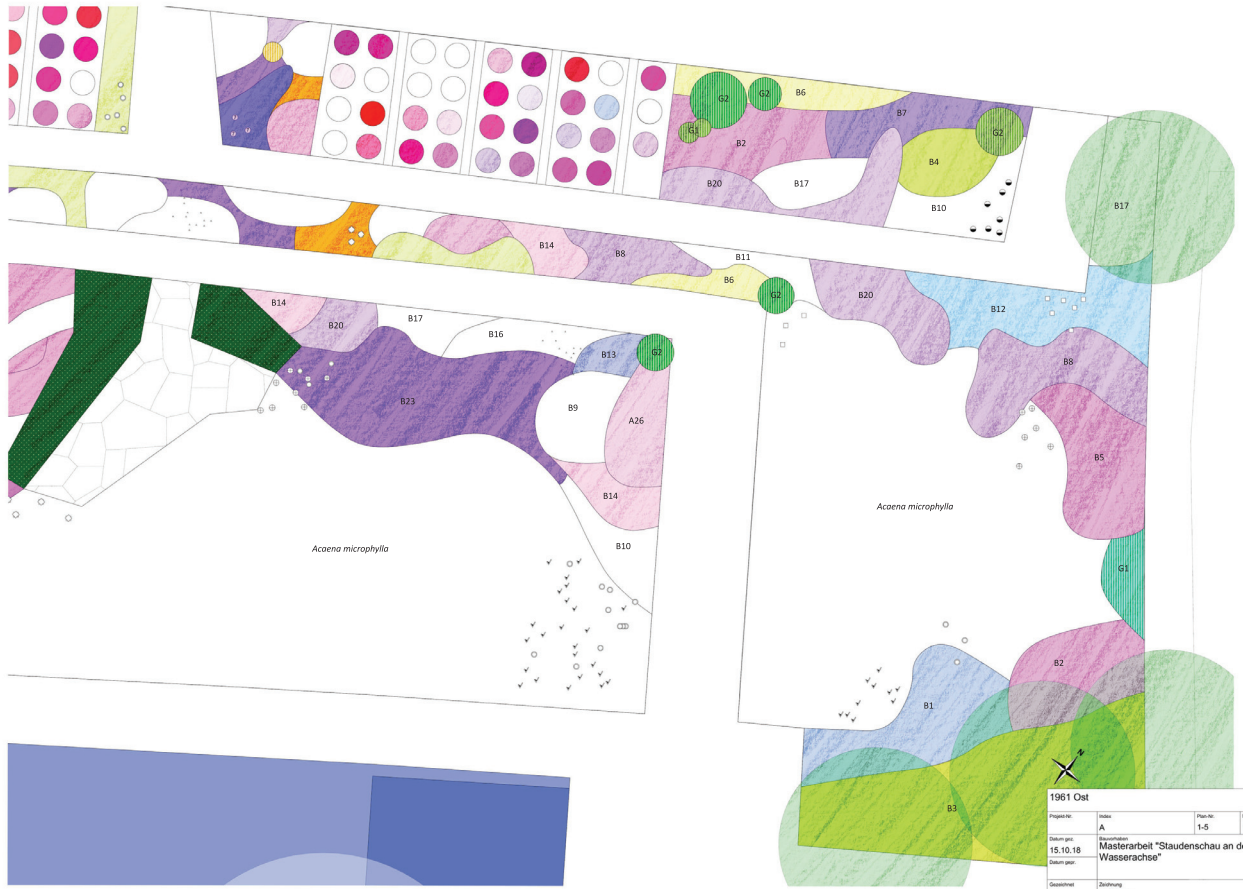 G2
G2
B6
B7
G1
B2
G2
B4
B20
B17
B10
B17
B14
B8
B11
B6
G2
B20
B12
B14
B20
B17
B16
B13
G2
B8
B23
B9
A26
B5
B14
Acaena microphylla
Acaena microphylla
B10
G1
B2
B1
N
B3
1961 Ost
Projekt-Nr.
Index
Plan-Nr.
A
1-5
Datum gez.
Bauvorhaben
15.10.18
Masterarbeit "Staudenschau an de
Wasserachse"
Datum gepr.
Gezeichnet
Zeichnung